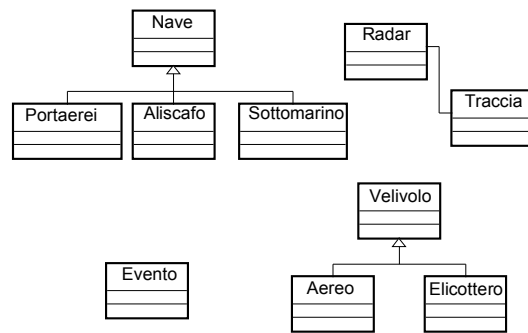 Nave
Radar
Portaerei
Aliscafo
Sottomarino
Traccia
Velivolo
Evento
Aereo
Elicottero